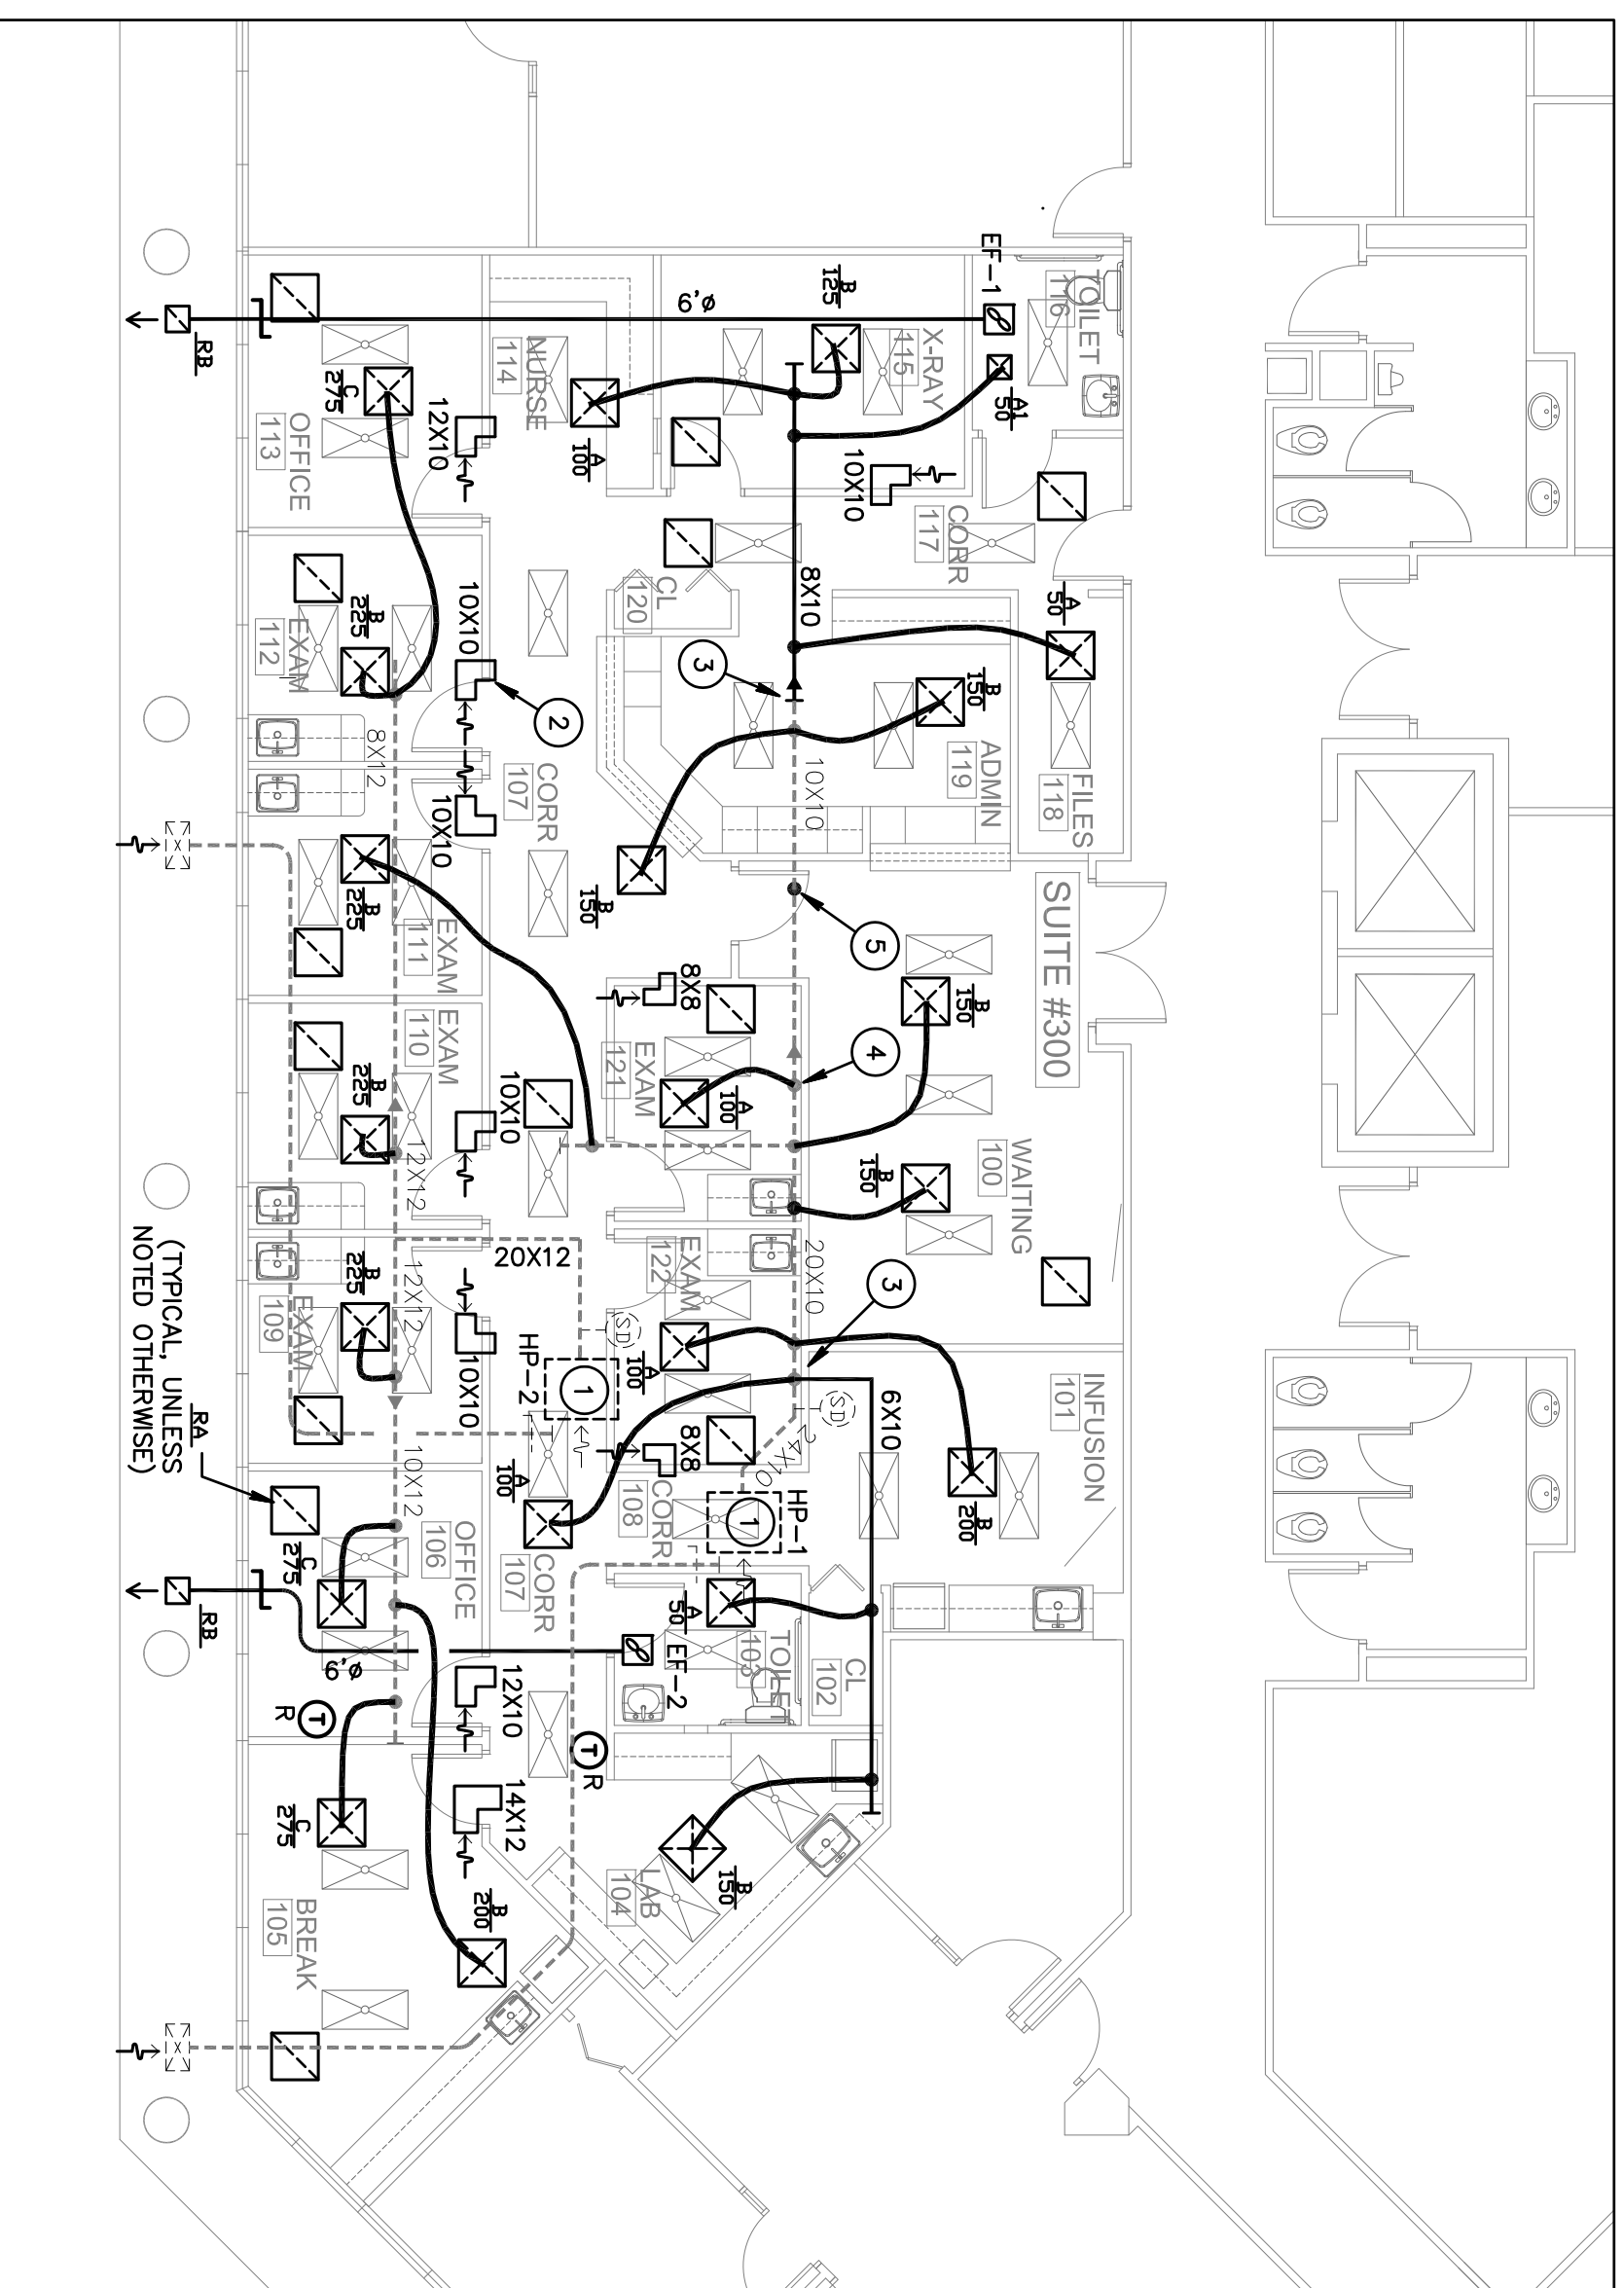 EF-1
TOILET
116
B
125
6"ø
RB
X-RAY
115
A1
50
NURSE
114
A
100
C
275
12X10
OFFICE
113
10X10
CORR
117
8X10
A
50
CL
120
3
10X10
B
225
EXAM
112
2
B
150
ADMIN
119
FILES
118
10X10
8X12
CORR
107
10X10
B
150
B
225
EXAM
111
SUITE #300
5
8X8
B
150
4
EXAM
110
B
225
EXAM
121
A
100
10X10
12X12
WAITING
100
B
150
20X10
EXAM
122
20X12
3
12X12
B
225
EXAM
109
SD
10X10
HP-2
1
A
100
6X10
SD
24X10
8X8
INFUSION
101
B
200
(TYPICAL, UNLESS
NOTED OTHERWISE)
RA
10X12
A
100
CORR
108
HP-1
1
OFFICE
106
C
275
CORR
107
A
50
TOILET
103
CL
102
EF-2
RB
6"ø
T
R
12X10
T
R
14X12
C
275
B
200
LAB
104
B
150
BREAK
105